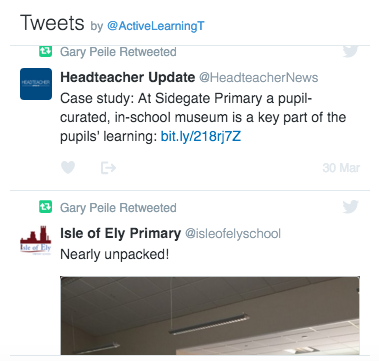 Tweets by @ActiveLearningT
Gary Peile Retweeted
HEADTEACHER
Headteacher Update @HeadteacherNews
Case study: At Sidegate Primary a pupil-
curated, in-school museum is a key part of the
pupils' learning: bit.ly/218rj7Z
30 Mar
Gary Peile Retweeted
Isle of Ely
Isle of Ely Primary @isleofelyschool
Nearly unpacked!